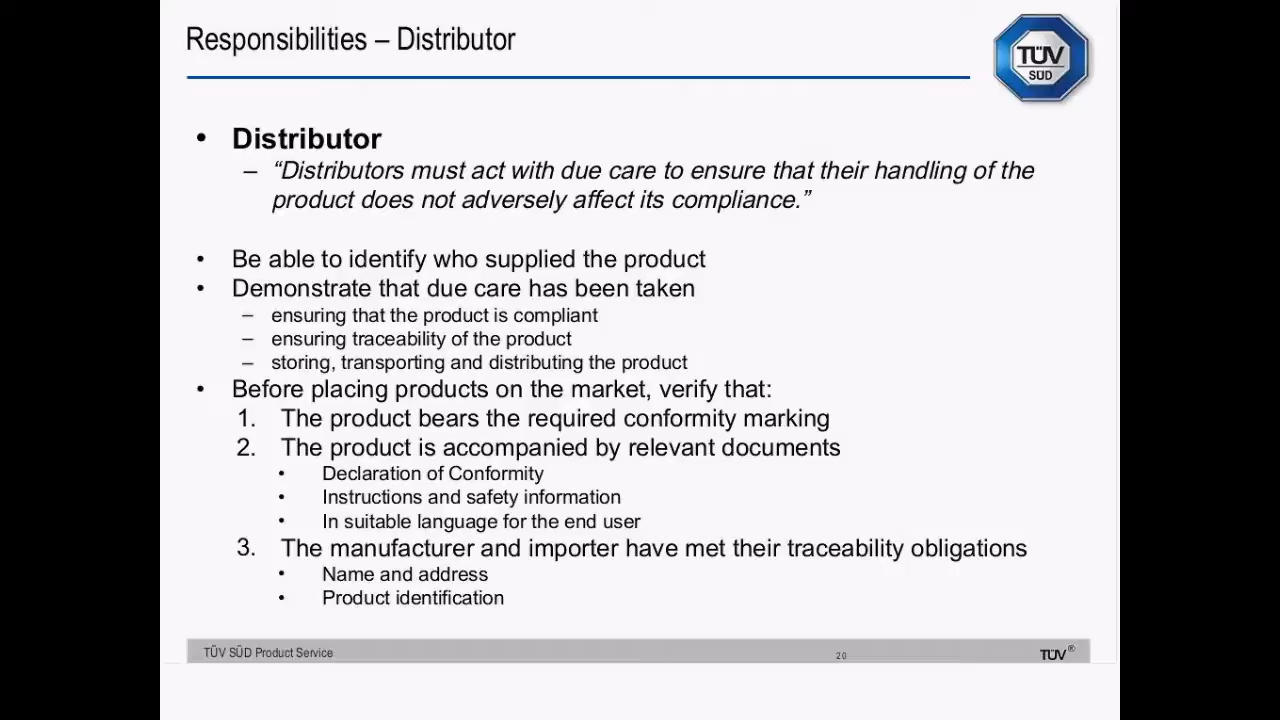 Responsibilities – Distributor
TÜV
SÜD
• Distributor
– “Distributors must act with due care to ensure that their handling of the
product does not adversely affect its compliance.”
• Be able to identify who supplied the product
• Demonstrate that due care has been taken
– ensuring that the product is compliant
– ensuring traceability of the product
– storing, transporting and distributing the product
• Before placing products on the market, verify that:
1. The product bears the required conformity marking
2. The product is accompanied by relevant documents
• Declaration of Conformity
• Instructions and safety information
• In suitable language for the end user
3. The manufacturer and importer have met their traceability obligations
• Name and address
• Product identification
TÜV SÜD Product Service
20
TÜV®